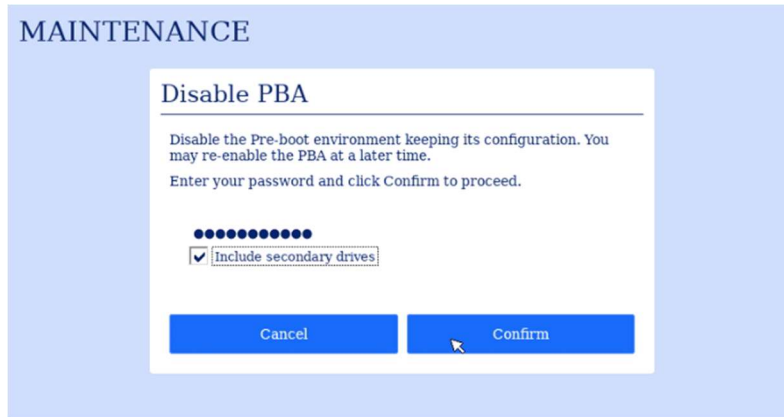 MAINTENANCE
Disable PBA
Disable the Pre-boot environment keeping its configuration. You
may re-enable the PBA at a later time.
Enter your password and click Confirm to proceed.
●●●●●●●●●●●
Include secondary drives
Cancel
Confirm